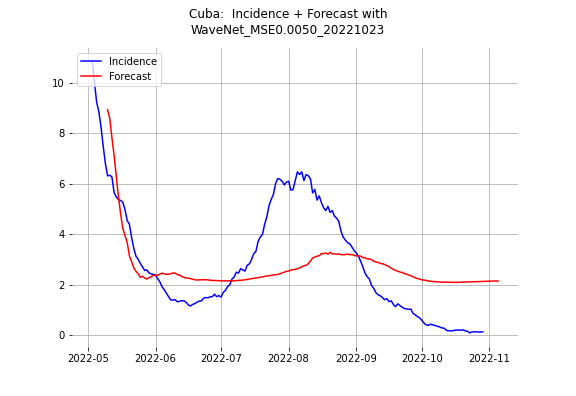 Cuba:  Incidence + Forecast with
WaveNet_MSE0.0050_20221023
Incidence
Forecast
10
8
6
4
2
0
2022-05 2022-06 2022-07 2022-08 2022-09 2022-10 2022-11